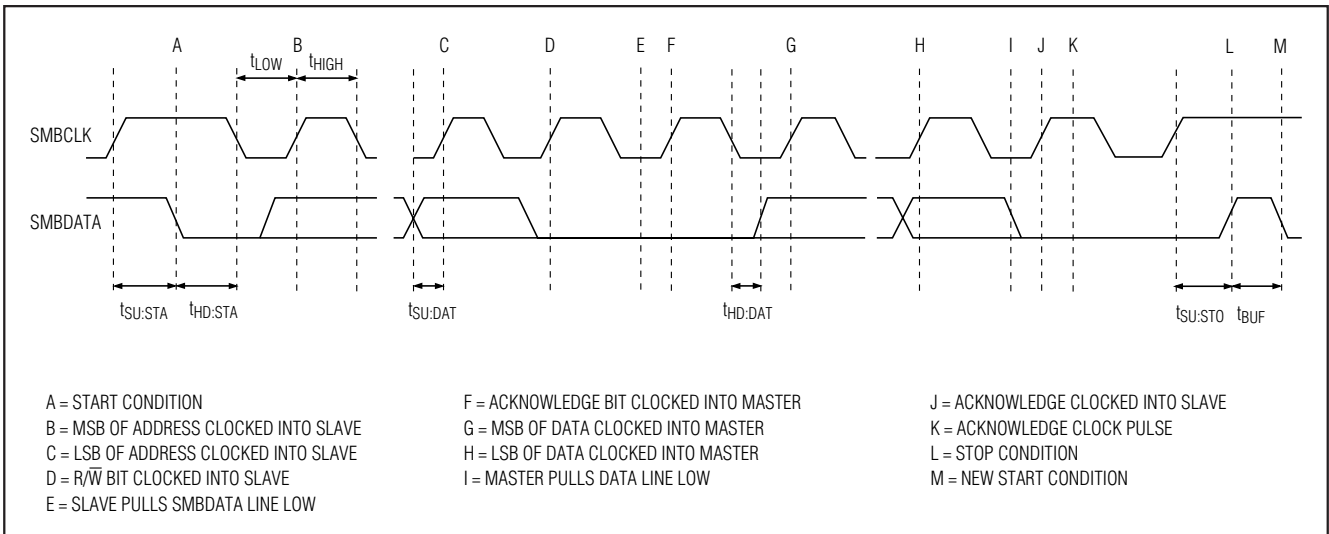 A B C D E F G H I J K L M
tLOW tHIGH
SMBCLK
SMBDATA
tSU:STA tHD:STA tSU:DAT tHD:DAT tSU:STO tBUF
A = START CONDITION
B = MSB OF ADDRESS CLOCKED INTO SLAVE
C = LSB OF ADDRESS CLOCKED INTO SLAVE
D = R/W̅ BIT CLOCKED INTO SLAVE
E = SLAVE PULLS SMBDATA LINE LOW
F = ACKNOWLEDGE BIT CLOCKED INTO MASTER
G = MSB OF DATA CLOCKED INTO MASTER
H = LSB OF DATA CLOCKED INTO MASTER
I = MASTER PULLS DATA LINE LOW
J = ACKNOWLEDGE CLOCKED INTO SLAVE
K = ACKNOWLEDGE CLOCK PULSE
L = STOP CONDITION
M = NEW START CONDITION